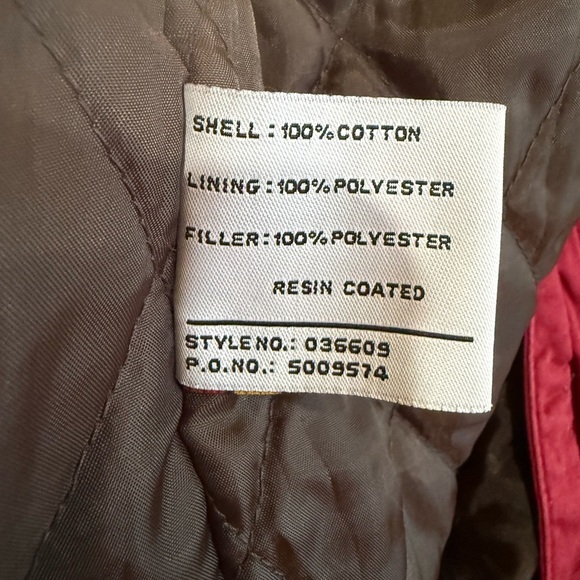 SHELL : 100% COTTON
LINING : 100% POLYESTER
FILLER : 100% POLYESTER
RESIN COATED
STYLE NO.: 036609
P.O.NO.: 5009574